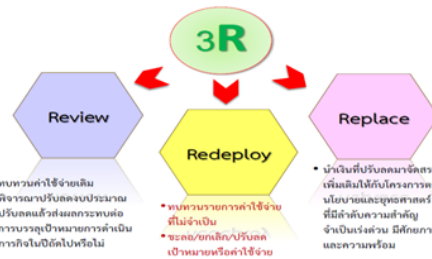 3R
Review
Redeploy
Replace
ทบทวนค่าใช้จ่ายเดิม
พิจารณาปรับลดงบประมาณ
ปรับลดแล้วส่งผลกระทบต่อ
การบรรลุเป้าหมายการดำเนิน
ภารกิจในปีถัดไปหรือไม่
• ทบทวนรายการค่าใช้จ่าย
ที่ไม่จำเป็น
• ชะลอ/ยกเลิก/ปรับลด
เป้าหมายหรือค่าใช้จ่าย
• นำเงินที่ปรับลดมาจัดสรร
เพิ่มเติมให้กับโครงการต
นโยบายและยุทธศาสตร์
ที่มีลำดับความสำคัญ
จำเป็นเร่งด่วน มีศักยภา
และความพร้อม